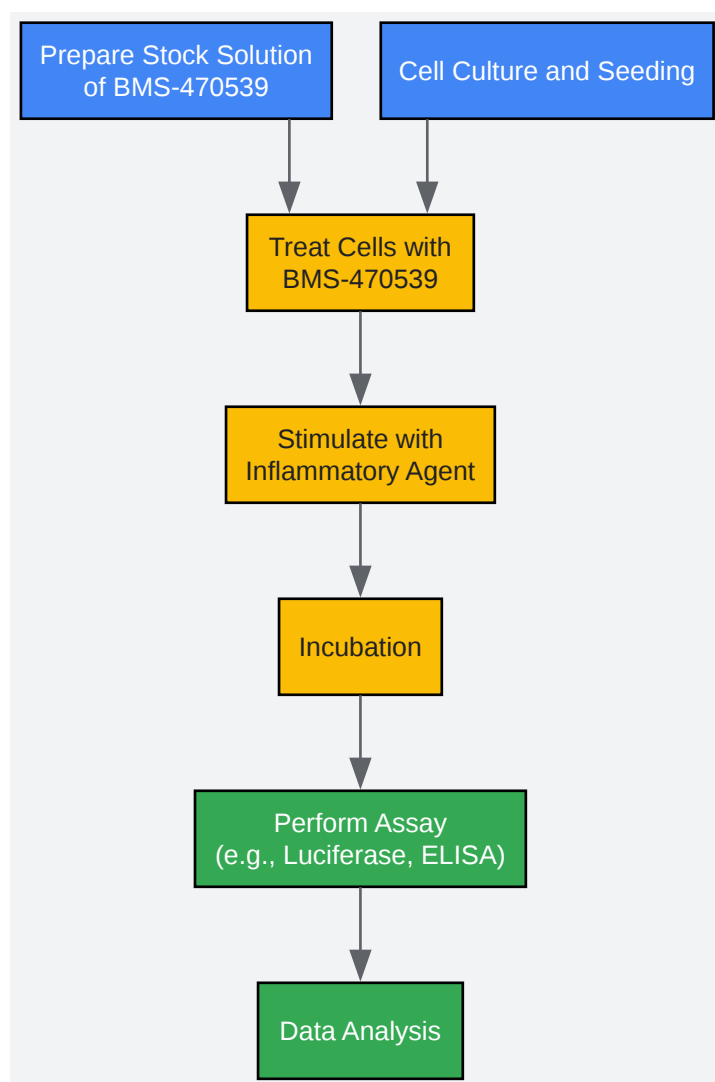 Prepare Stock Solution
of BMS-470539
Cell Culture and Seeding
Treat Cells with
BMS-470539
Stimulate with
Inflammatory Agent
Incubation
Perform Assay
(e.g., Luciferase, ELISA)
Data Analysis